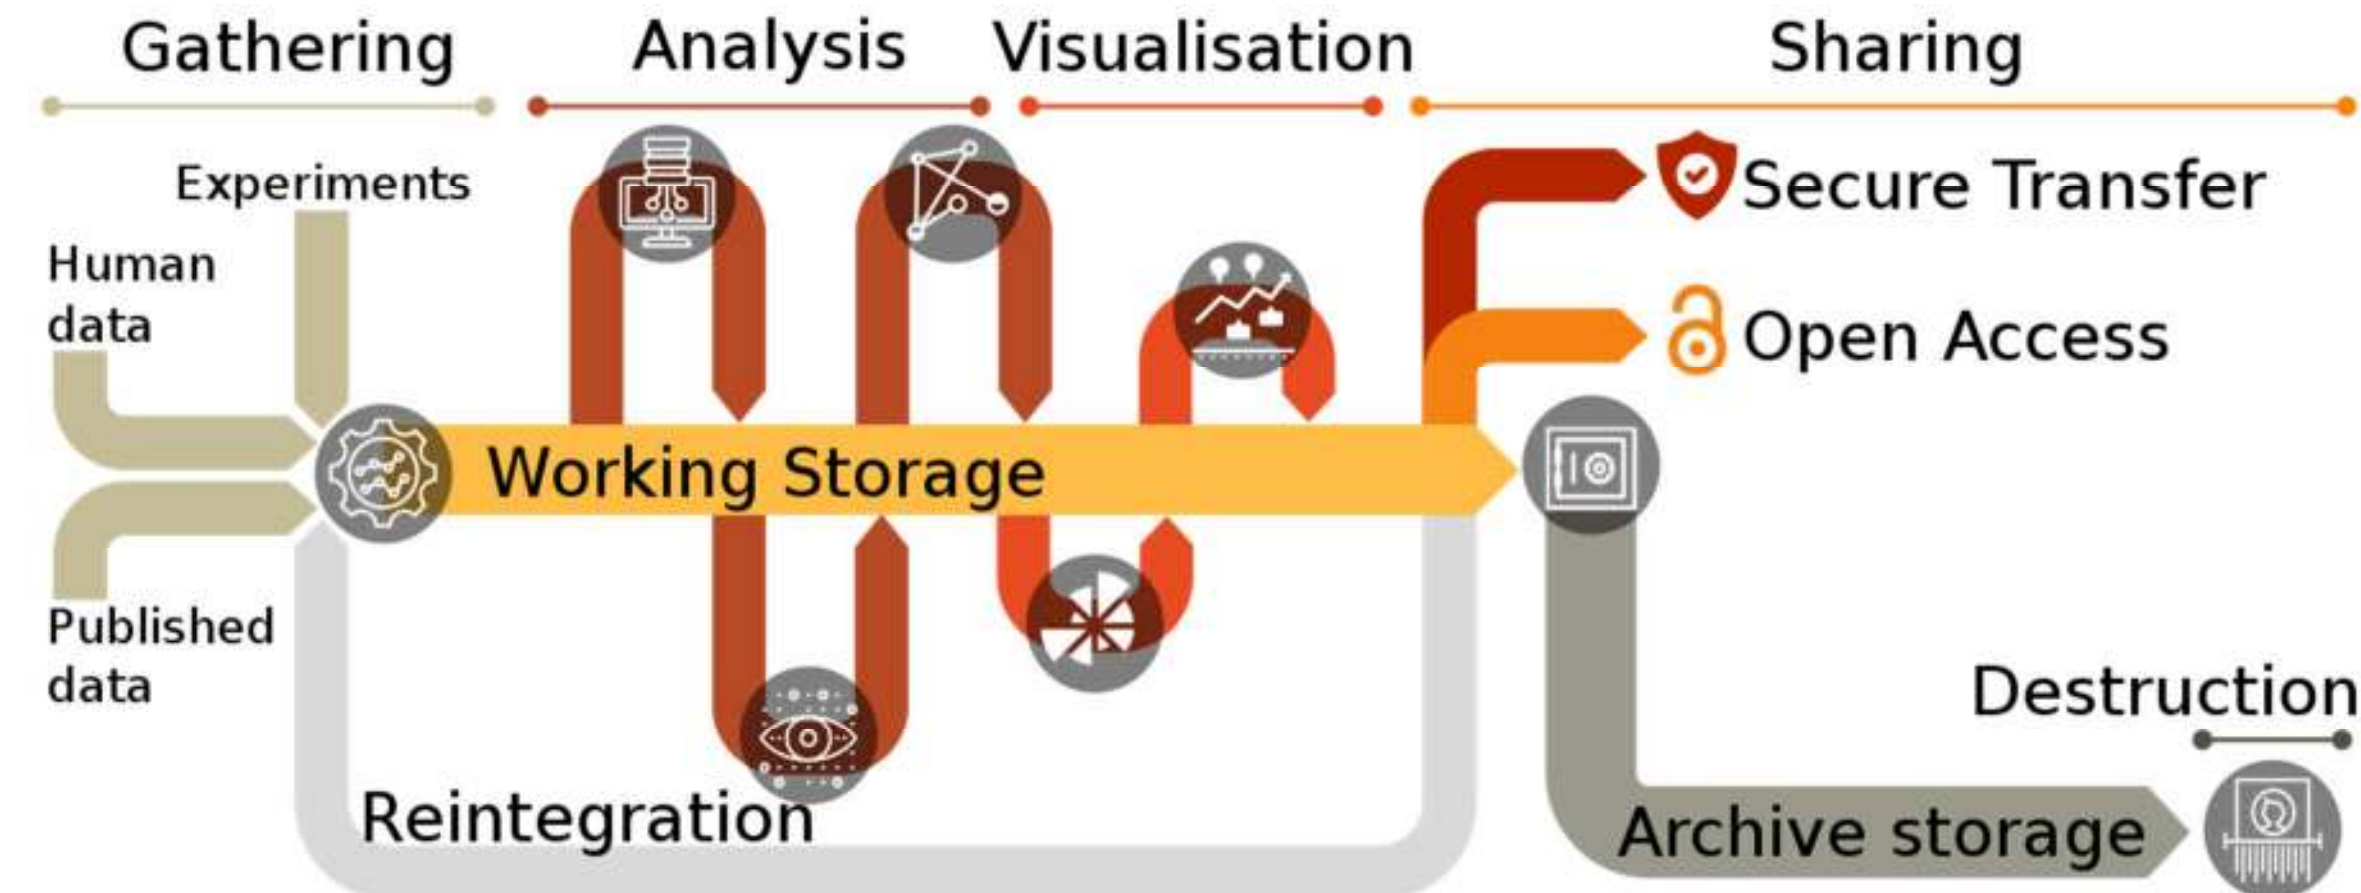 Gathering
Analysis
Visualisation
Sharing
Experiments
Human
data
Published
data
Working Storage
Secure Transfer
Open Access
Reintegration
Destruction
Archive storage